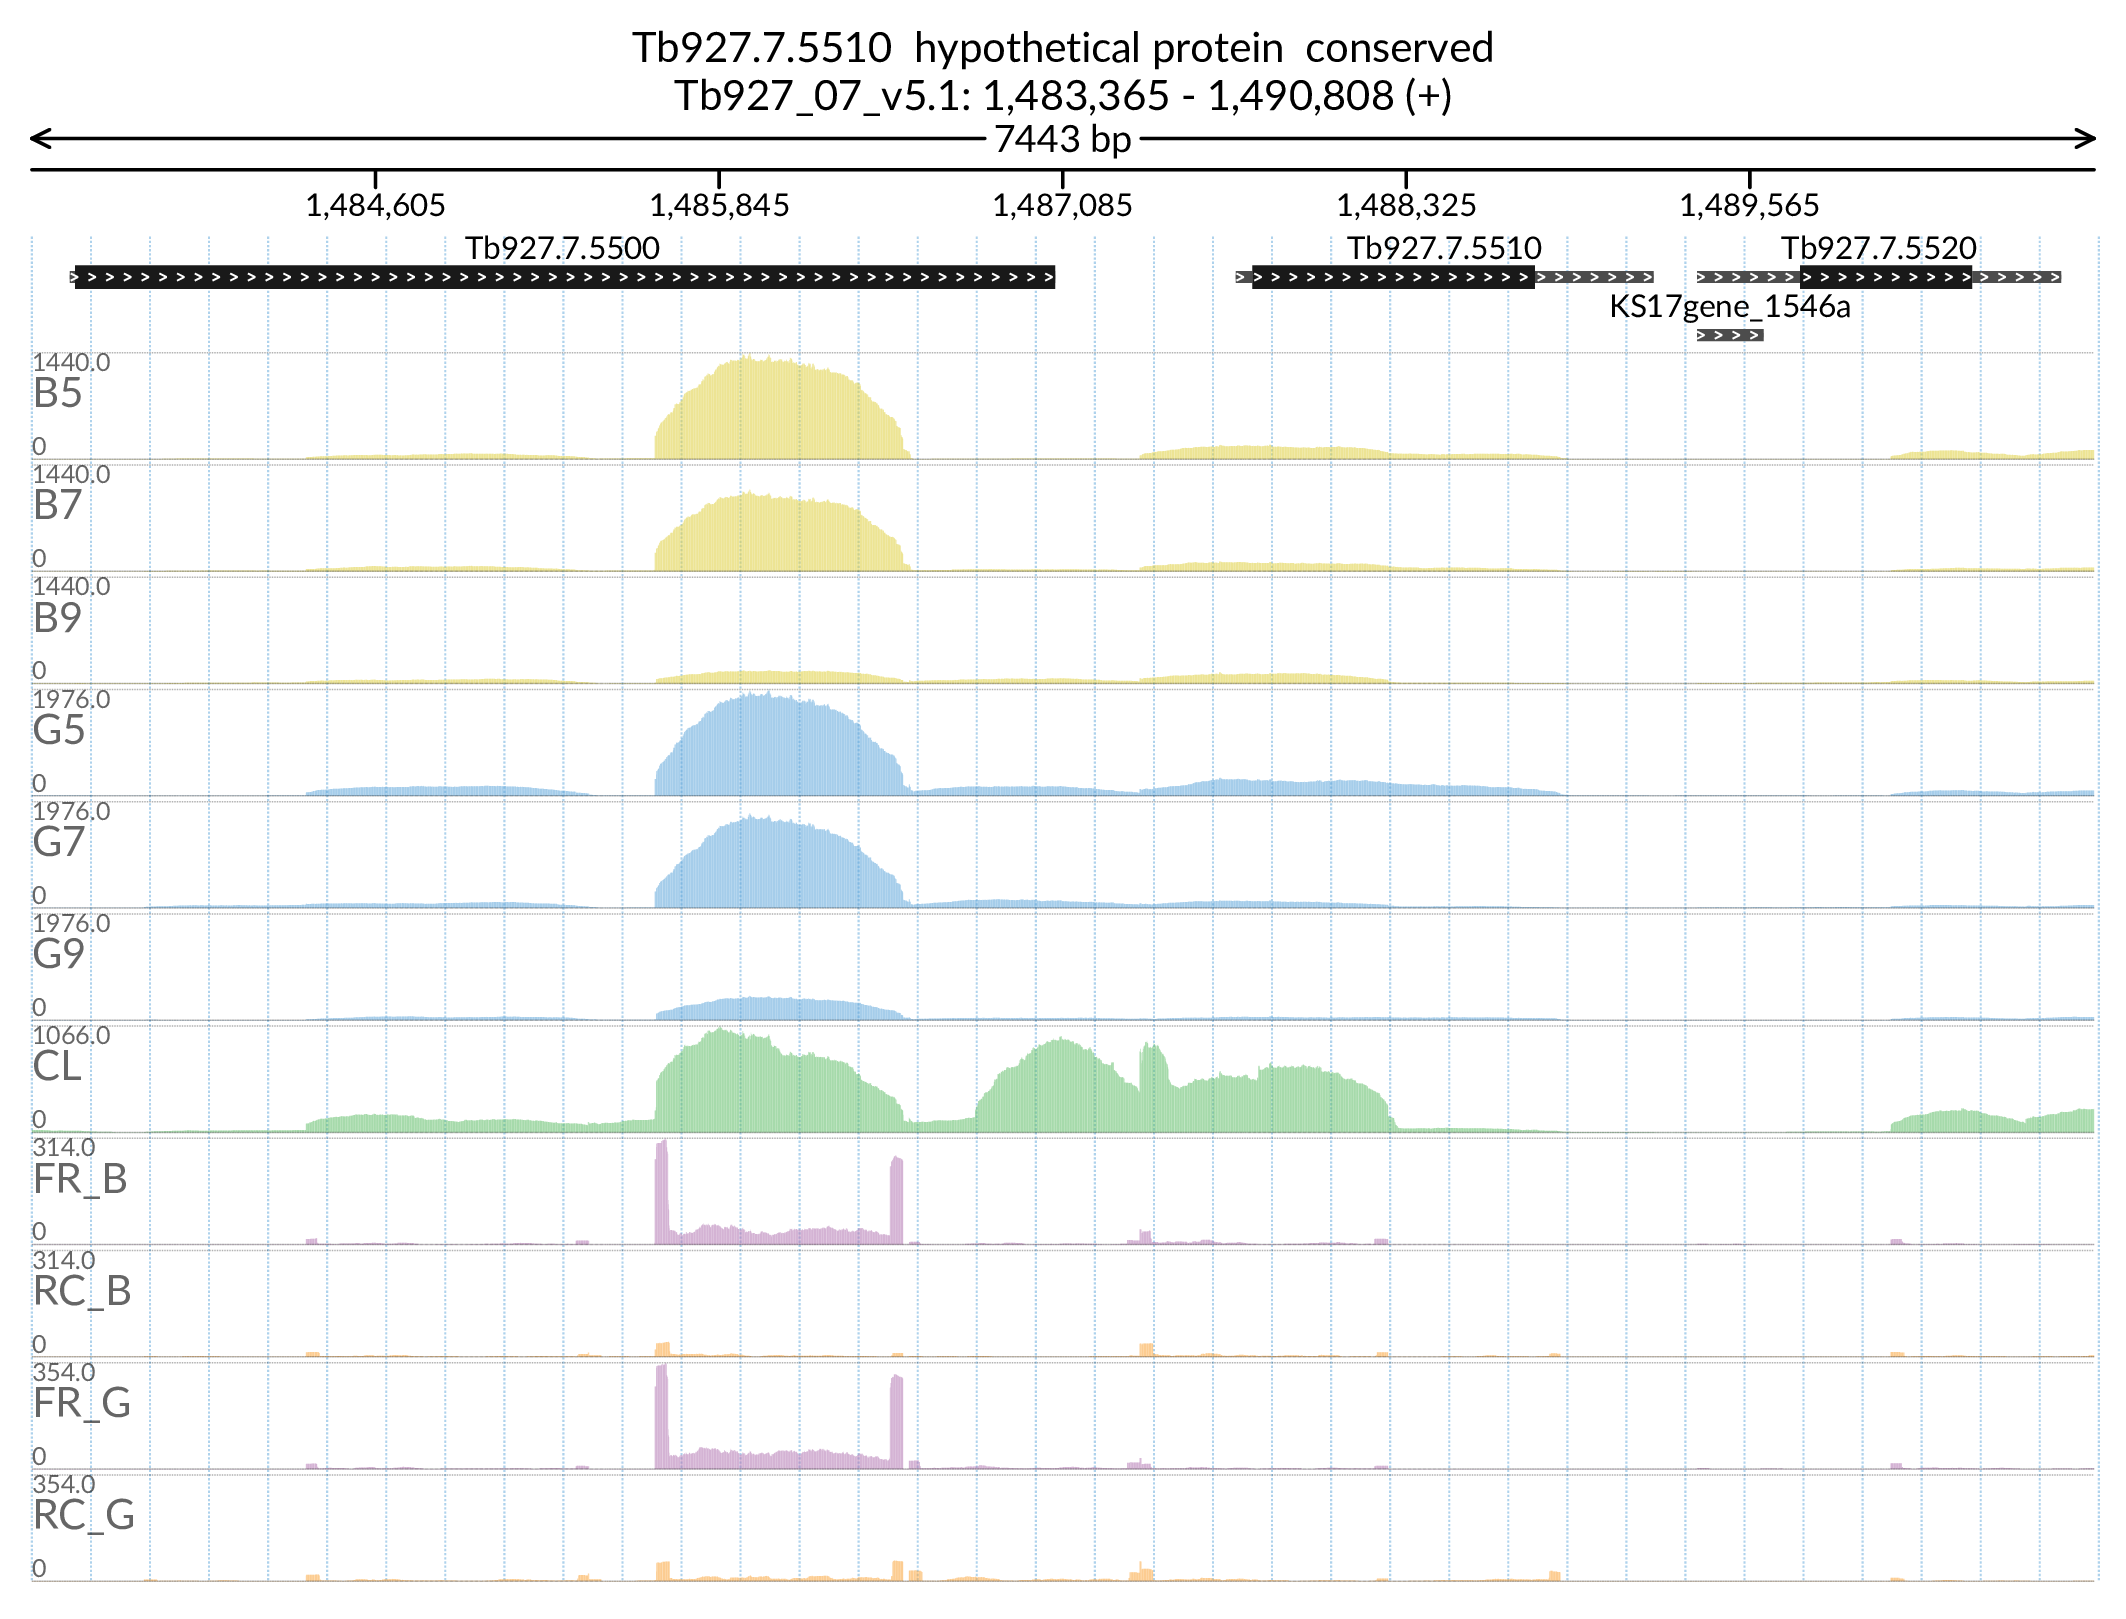 Tb927.7.5510  hypothetical protein  conserved
Tb927_07_v5.1: 1,483,365 - 1,490,808 (+)
7443 bp
1,484,605 1,485,845 1,487,085 1,488,325 1,489,565
Tb927.7.5500 Tb927.7.5510 Tb927.7.5520
KS17gene_1546a
1440.0
B5
0
1440.0
B7
0
1440.0
B9
0
1976.0
G5
0
1976.0
G7
0
1976.0
G9
0
1066.0
CL
0
314.0
FR_B
0
314.0
RC_B
0
354.0
FR_G
0
354.0
RC_G
0